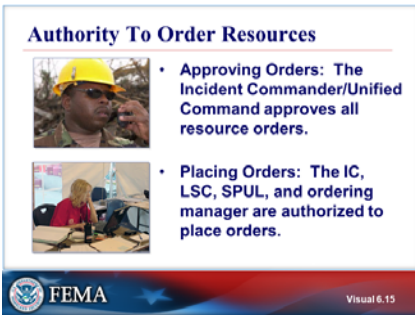 Authority To Order Resources
• Approving Orders: The
Incident Commander/Unified
Command approves all
resource orders.
• Placing Orders: The IC,
LSC, SPUL, and ordering
manager are authorized to
place orders.
FEMA
Visual 6.15